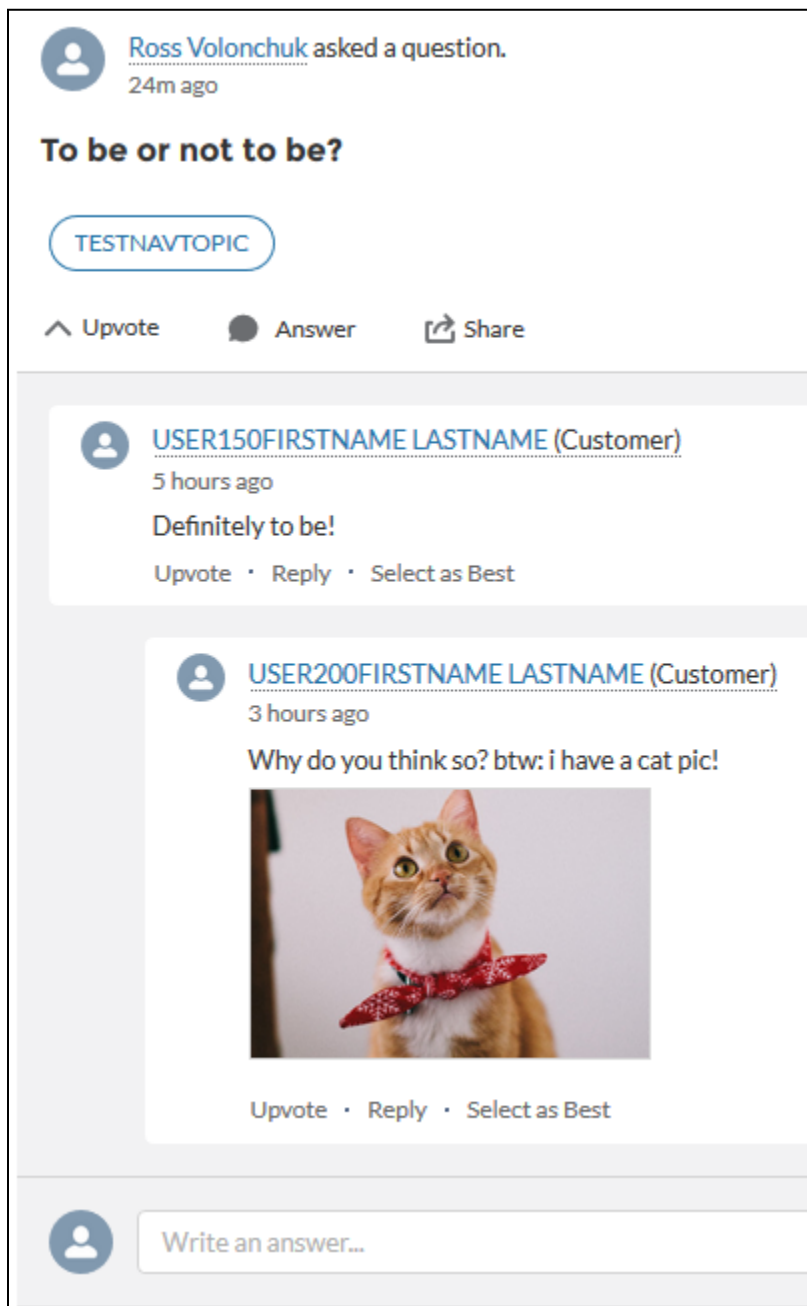 Ross Volonchuk asked a question.
24m ago
To be or not to be?
TESTNAVTOPIC
Upvote Answer Share
USER150FIRSTNAME LASTNAME (Customer)
5 hours ago
Definitely to be!
Upvote · Reply · Select as Best
USER200FIRSTNAME LASTNAME (Customer)
3 hours ago
Why do you think so? btw: i have a cat pic!
Upvote · Reply · Select as Best
Write an answer...